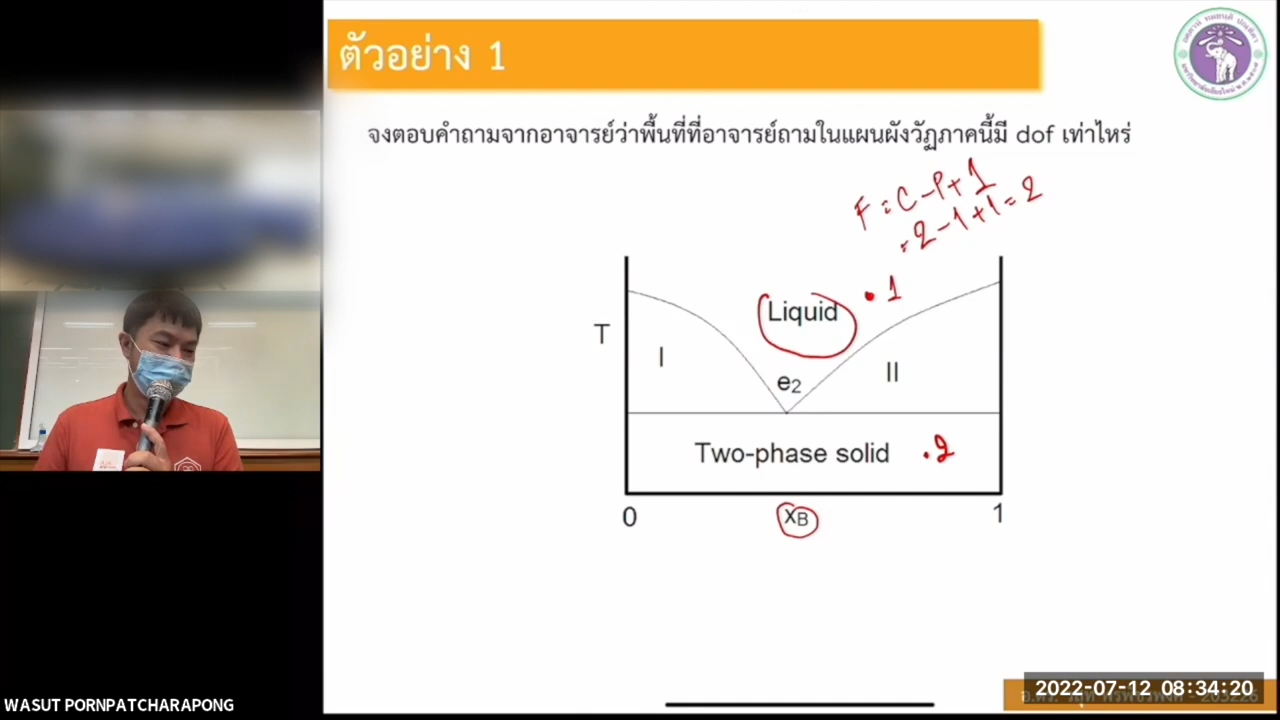 ตัวอย่าง 1
จงตอบคำถามจากอาจารย์ว่าพื้นที่ที่อาจารย์ถามในแผนผังวัฏภาคนี้มี dof เท่าไหร่
F = C - P + 1
= 2 - 1 + 1 = 2
Liquid
• 1
T
I
e2
II
Two-phase solid
• 2
0
xB
1
2022-07-12 08:34:20
WASUT PORNPATCHARAPONG